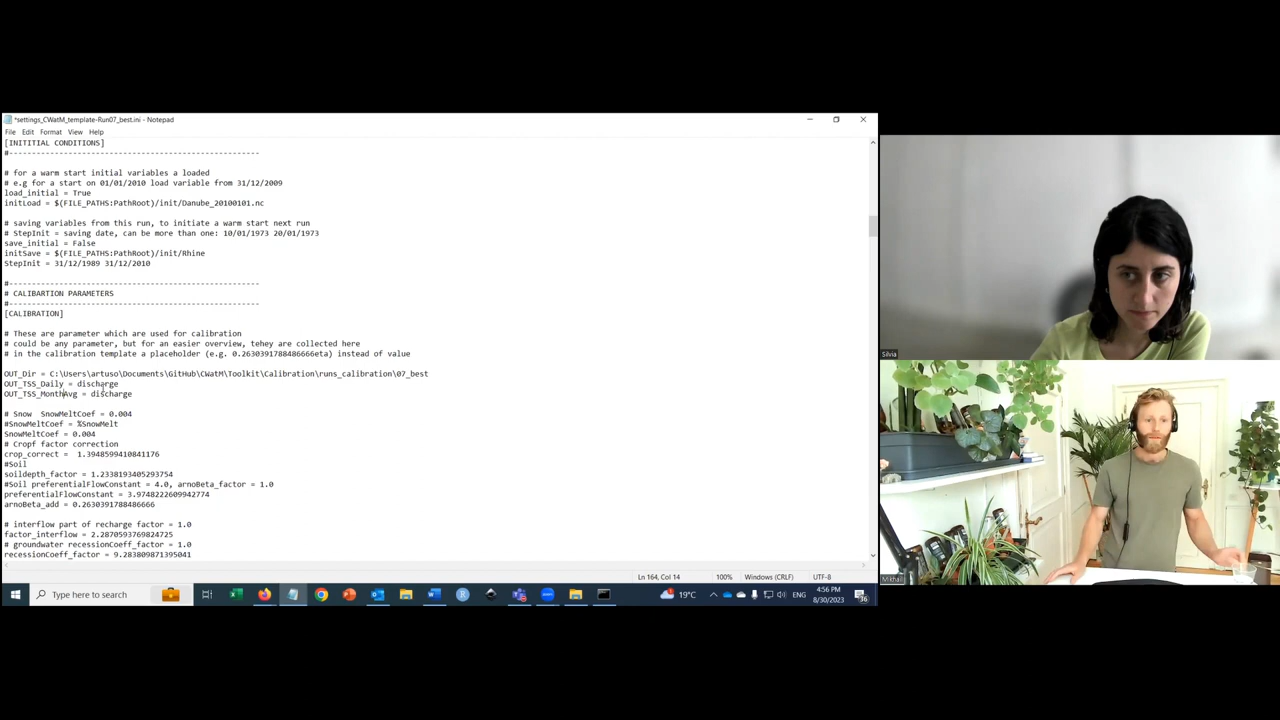 *settings_CWatM_template-Run07_best.ini - Notepad
File Edit Format View Help
[INITITIAL CONDITIONS]
#-------------------------------------------------------
# for a warm start initial variables a loaded
# e.g for a start on 01/01/2010 load variable from 31/12/2009
load_initial = True
initLoad = $(FILE_PATHS:PathRoot)/init/Danube_20100101.nc
# saving variables from this run, to initiate a warm start next run
# StepInit = saving date, can be more than one: 10/01/1973 20/01/1973
save_initial = False
initSave = $(FILE_PATHS:PathRoot)/init/Rhine
StepInit = 31/12/1989 31/12/2010
#-------------------------------------------------------
# CALIBARTION PARAMETERS
#-------------------------------------------------------
[CALIBRATION]
# These are parameter which are used for calibration
# could be any parameter, but for an easier overview, tehey are collected here
# in the calibration template a placeholder (e.g. 0.2630391788486666eta) instead of value
OUT_Dir = C:\Users\artuso\Documents\GitHub\CWatM\Toolkit\Calibration\runs_calibration\07_best
OUT_TSS_Daily = discharge
OUT_TSS_MonthAvg = discharge
# Snow SnowMeltCoef = 0.004
#SnowMeltCoef = %SnowMelt
SnowMeltCoef = 0.004
# Cropf factor correction
crop_correct = 1.3948599410841176
#Soil
soildepth_factor = 1.2338193405293754
#Soil preferentialFlowConstant = 4.0, arnoBeta_factor = 1.0
preferentialFlowConstant = 3.9748222609942774
arnoBeta_add = 0.2630391788486666
# interflow part of recharge factor = 1.0
factor_interflow = 2.2870593769824725
# groundwater recessionCoeff_factor = 1.0
recessionCoeff_factor = 9.283809871395041
Ln 164, Col 14 100% Windows (CRLF) UTF-8
Type here to search
19°C
ENG
4:56 PM
8/30/2023
36
Silvia
Mikhail